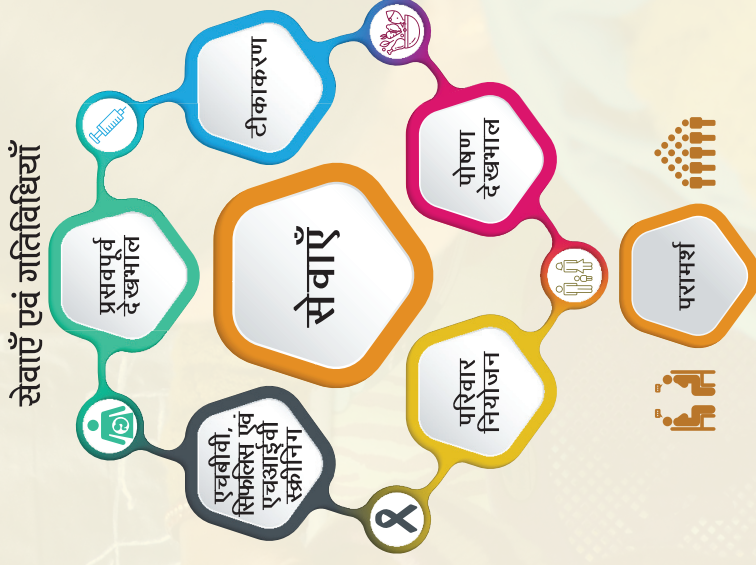 सेवाएँ एवं गतिविधियाँ
प्रसवपूर्व
देखभाल
टीकाकरण
पोषण
देखभाल
परिवार
नियोजन
एचबीवी,
सिफलिस एवं
एचआईवी
स्क्रीनिंग
सेवाएँ
परामर्श